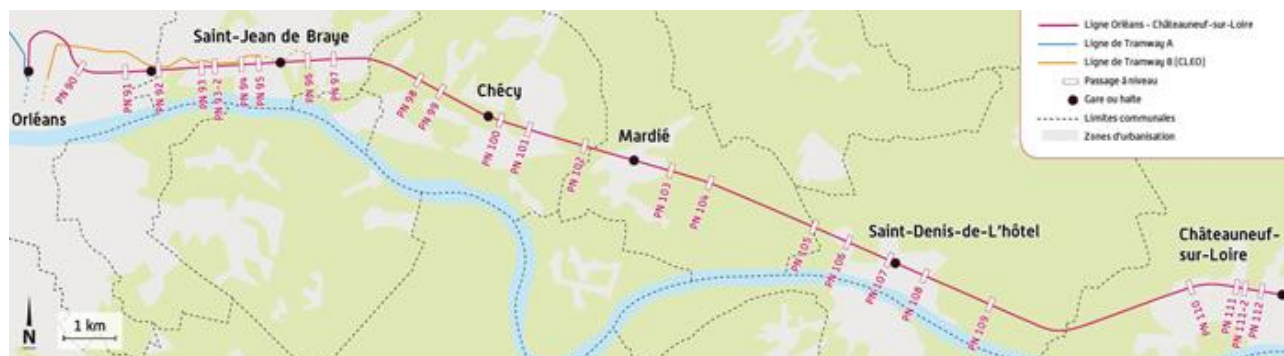 Ligne Orléans - Châteauneuf-sur-Loire
Ligne de Tramway A
Ligne de Tramway B (CLEO)
Passage à niveau
Gare ou halte
Limites communales
Zones d'urbanisation
Saint-Jean de Braye
Orléans
Chécy
Mardié
Saint-Denis-de-L'hôtel
Châteauneuf-
sur-Loire
PN 90
PN 91
PN 92
PN 93
PN 93-2
PN 94
PN 95
PN 96
PN 97
PN 98
PN 99
PN 100
PN 101
PN 102
PN 103
PN 104
PN 105
PN 106
PN 107
PN 108
PN 109
PN 110
PN 111
PN 111-2
PN 112
N
1 km